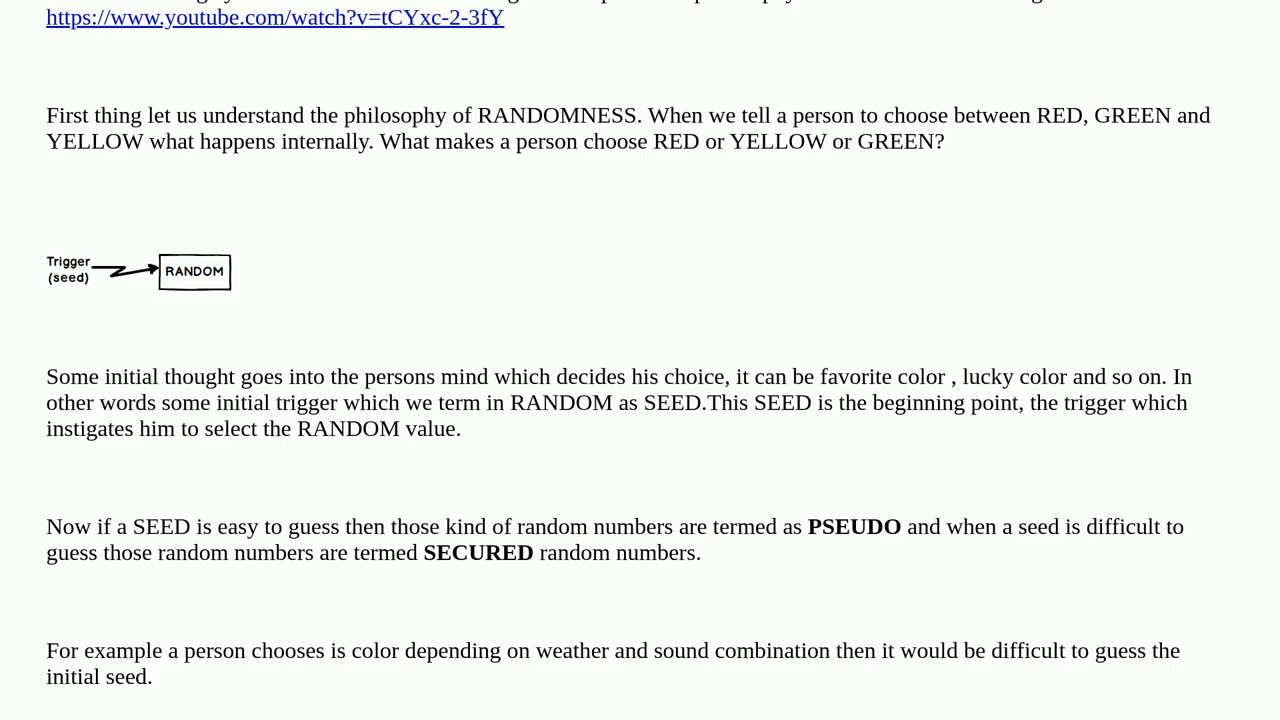 https://www.youtube.com/watch?v=tCYxc-2-3fY
First thing let us understand the philosophy of RANDOMNESS. When we tell a person to choose between RED, GREEN and
YELLOW what happens internally. What makes a person choose RED or YELLOW or GREEN?
Trigger
(seed)
RANDOM
Some initial thought goes into the persons mind which decides his choice, it can be favorite color , lucky color and so on. In
other words some initial trigger which we term in RANDOM as SEED.This SEED is the beginning point, the trigger which
instigates him to select the RANDOM value.
Now if a SEED is easy to guess then those kind of random numbers are termed as PSEUDO and when a seed is difficult to
guess those random numbers are termed SECURED random numbers.
For example a person chooses is color depending on weather and sound combination then it would be difficult to guess the
initial seed.